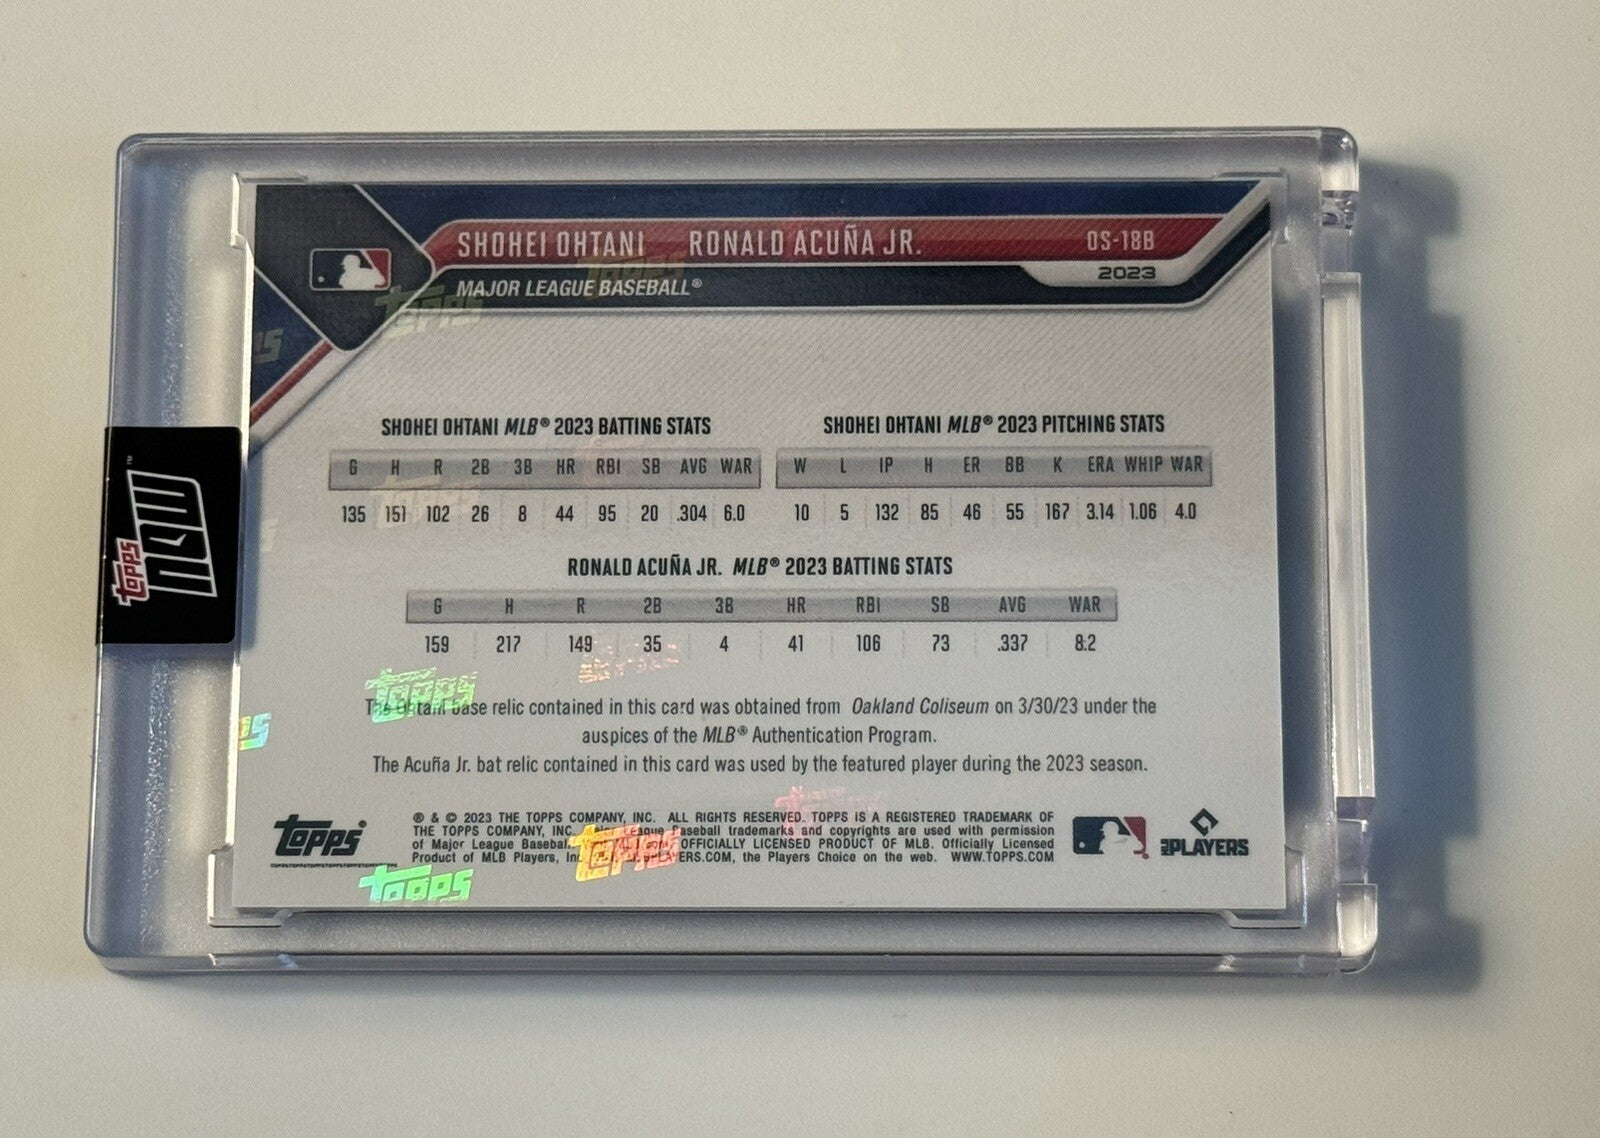 SHOHEI OHTANI RONALD ACUÑA JR. OS-18B
2023
MAJOR LEAGUE BASEBALL®
SHOHEI OHTANI MLB® 2023 BATTING STATS
G H R 2B 3B HR RBI SB AVG WAR
135 151 102 26 8 44 95 20 .304 6.0
SHOHEI OHTANI MLB® 2023 PITCHING STATS
W L IP H ER BB K ERA WHIP WAR
10 5 132 85 46 55 167 3.14 1.06 4.0
RONALD ACUÑA JR. MLB® 2023 BATTING STATS
G H R 2B 3B HR RBI SB AVG WAR
159 217 149 35 4 41 106 73 .337 8.2
The Ohtani base relic contained in this card was obtained from Oakland Coliseum on 3/30/23 under the
auspices of the MLB® Authentication Program.
The Acuña Jr. bat relic contained in this card was used by the featured player during the 2023 season.
topps
® & © 2023 THE TOPPS COMPANY, INC. ALL RIGHTS RESERVED. TOPPS IS A REGISTERED TRADEMARK OF
THE TOPPS COMPANY, INC. Major League Baseball trademarks and copyrights are used with permission
of Major League Baseball. OFFICIALLY LICENSED PRODUCT OF MLB. Officially Licensed
Product of MLB Players, Inc. the Players Choice on the web. WWW.TOPPS.COM
PLAYERS
topps NOW™
topps
topps
topps
topps